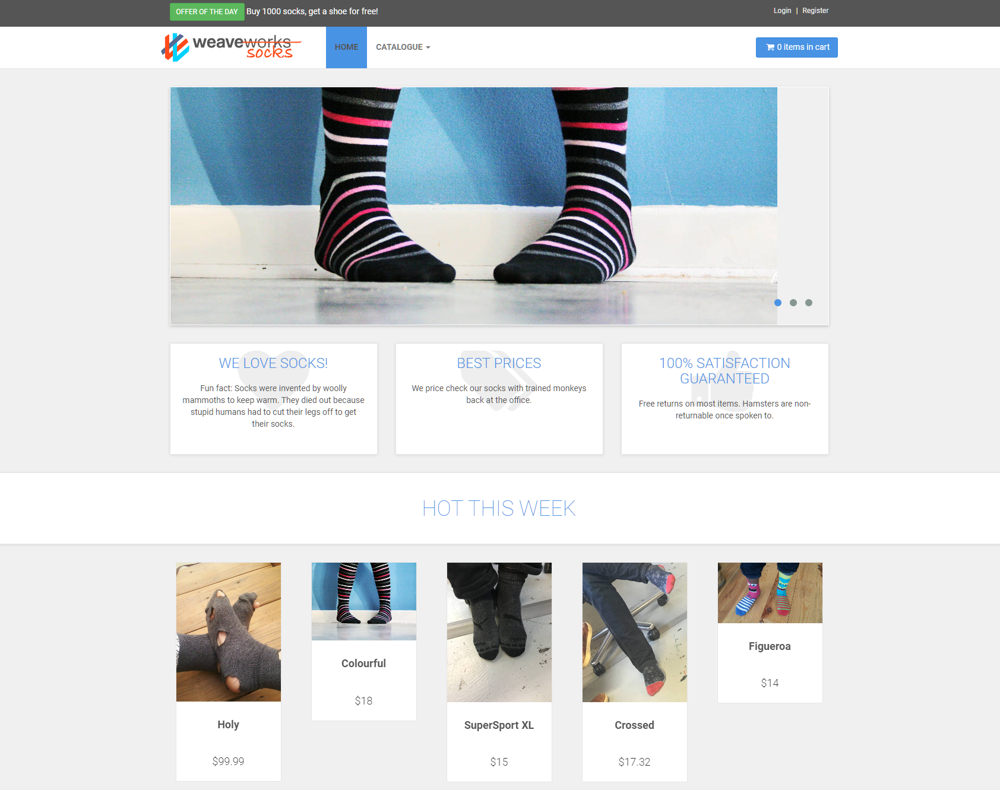 OFFER OF THE DAY Buy 1000 socks, get a shoe for free!
Login | Register
weaveworks
socks
HOME
CATALOGUE
0 items in cart
WE LOVE SOCKS!
Fun fact: Socks were invented by woolly
mammoths to keep warm. They died out because
stupid humans had to cut their legs off to get
their socks.
BEST PRICES
We price check our socks with trained monkeys
back at the office.
100% SATISFACTION
GUARANTEED
Free returns on most items. Hamsters are non-
returnable once spoken to.
HOT THIS WEEK
Holy
$99.99
Colourful
$18
SuperSport XL
$15
Crossed
$17.32
Figueroa
$14